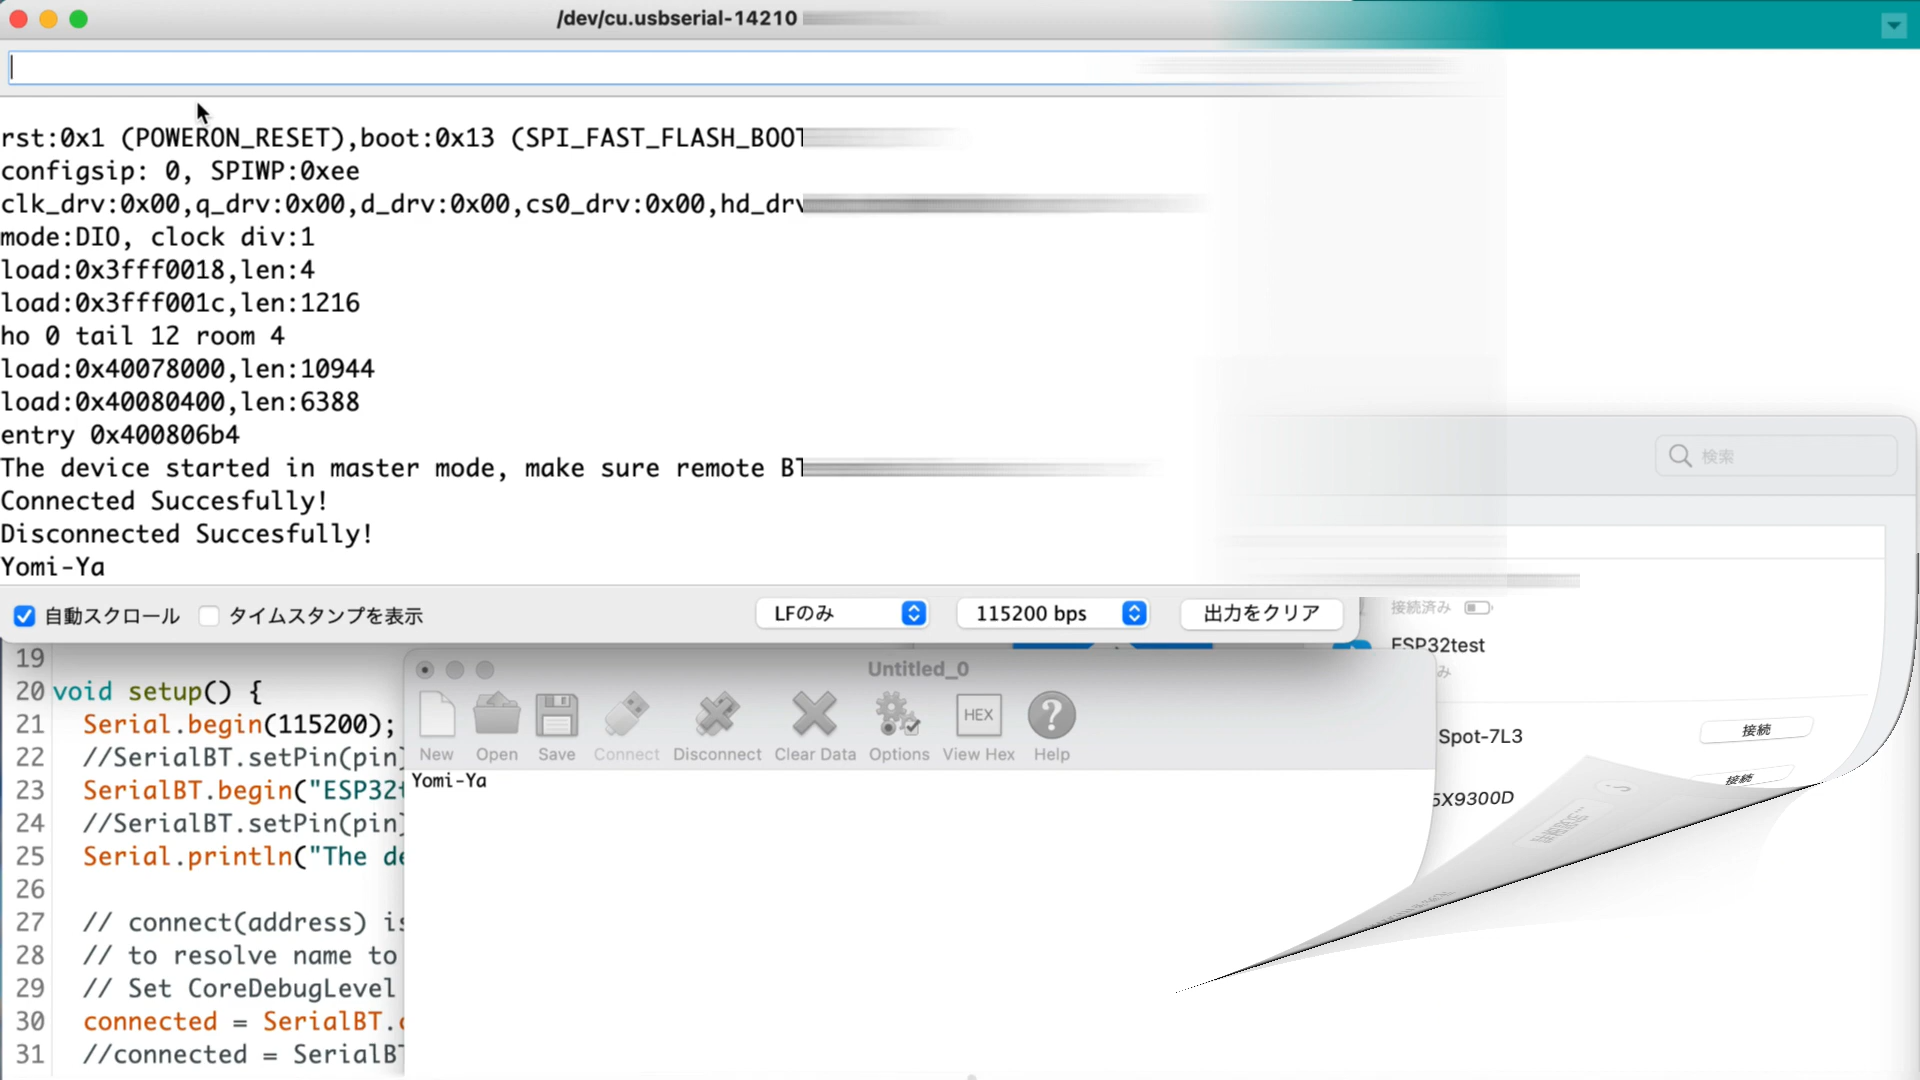 /dev/cu.usbserial-14210
rst:0x1 (POWERON_RESET),boot:0x13 (SPI_FAST_FLASH_BOOT
configsip: 0, SPIWP:0xee
clk_drv:0x00,q_drv:0x00,d_drv:0x00,cs0_drv:0x00,hd_drv
mode:DIO, clock div:1
load:0x3fff0018,len:4
load:0x3fff001c,len:1216
ho 0 tail 12 room 4
load:0x40078000,len:10944
load:0x40080400,len:6388
entry 0x400806b4
The device started in master mode, make sure remote BT
Connected Succesfully!
Disconnected Succesfully!
Yomi-Ya
自動スクロール タイムスタンプを表示 LFのみ 115200 bps 出力をクリア
検索
接続済み
ESP32test
み
Spot-7L3 接続
5X9300D 接続
19
20 void setup() {
21 Serial.begin(115200);
22 //SerialBT.setPin(pin)
23 SerialBT.begin("ESP32t
24 //SerialBT.setPin(pin)
25 Serial.println("The de
26
27 // connect(address) is
28 // to resolve name to
29 // Set CoreDebugLevel
30 connected = SerialBT.c
31 //connected = SerialBT
Untitled_0
New Open Save Connect Disconnect Clear Data Options HEX View Hex ? Help
Yomi-Ya